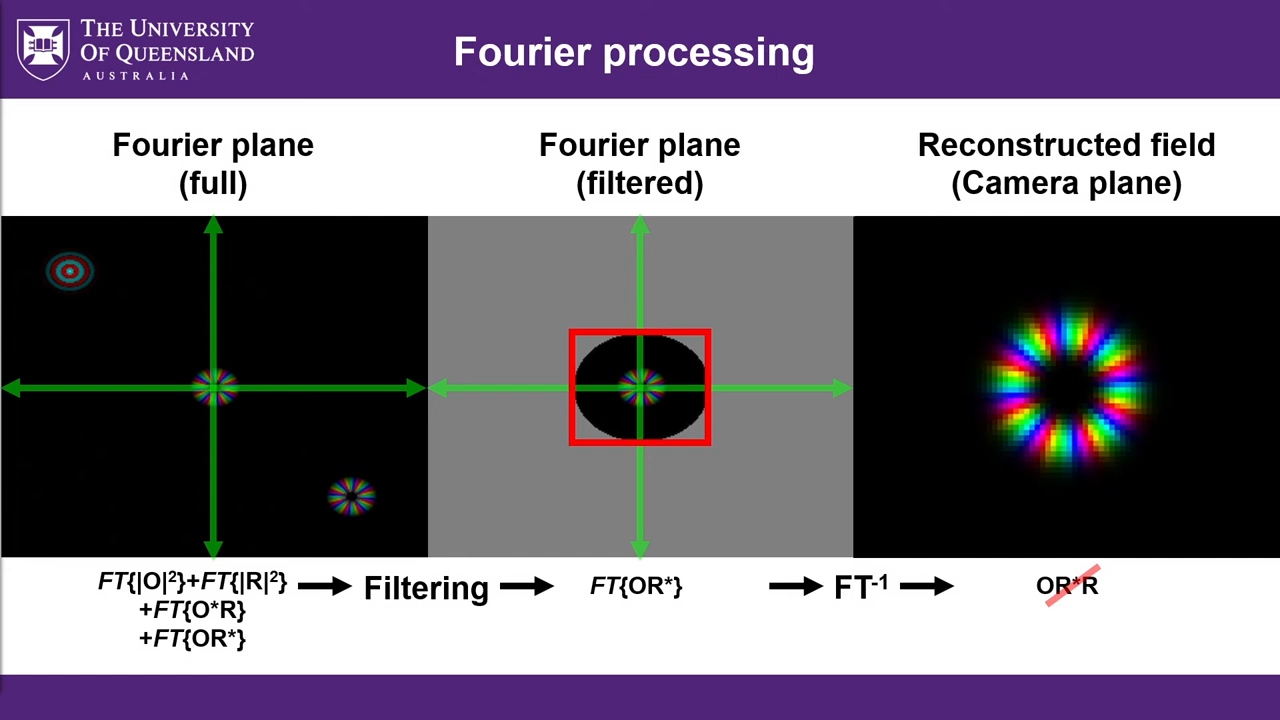 THE UNIVERSITY
OF QUEENSLAND
AUSTRALIA
Fourier processing
Fourier plane
(full)
Fourier plane
(filtered)
Reconstructed field
(Camera plane)
FT{|O|²}+FT{|R|²}
+FT{O*R}
+FT{OR*}
Filtering
FT{OR*}
FT⁻¹
OR*R